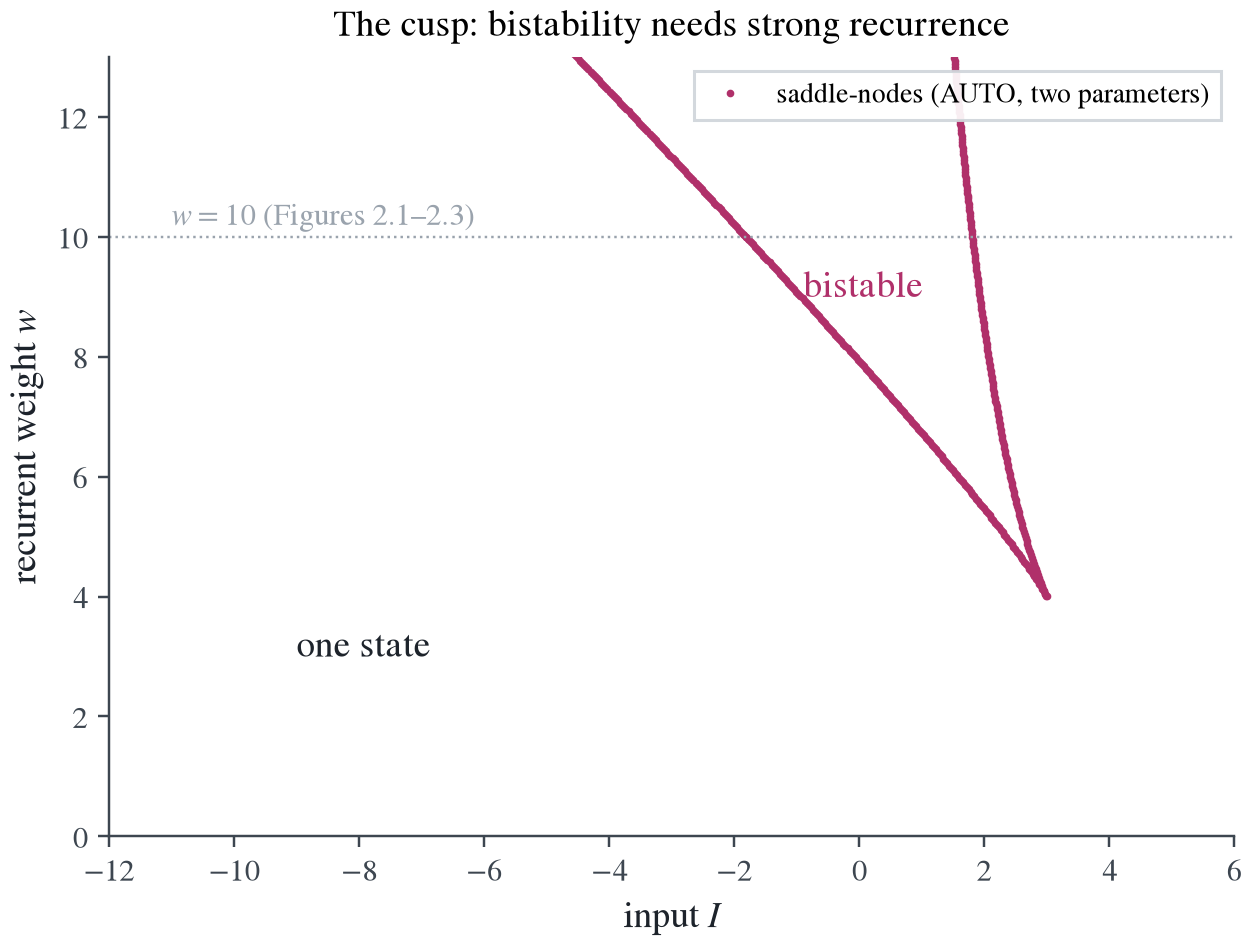 The cusp: bistability needs strong recurrence
saddle-nodes (AUTO, two parameters)
w = 10 (Figures 2.1–2.3)
bistable
one state
recurrent weight w
12
10
8
6
4
2
0
−12 −10 −8 −6 −4 −2 0 2 4 6
input I